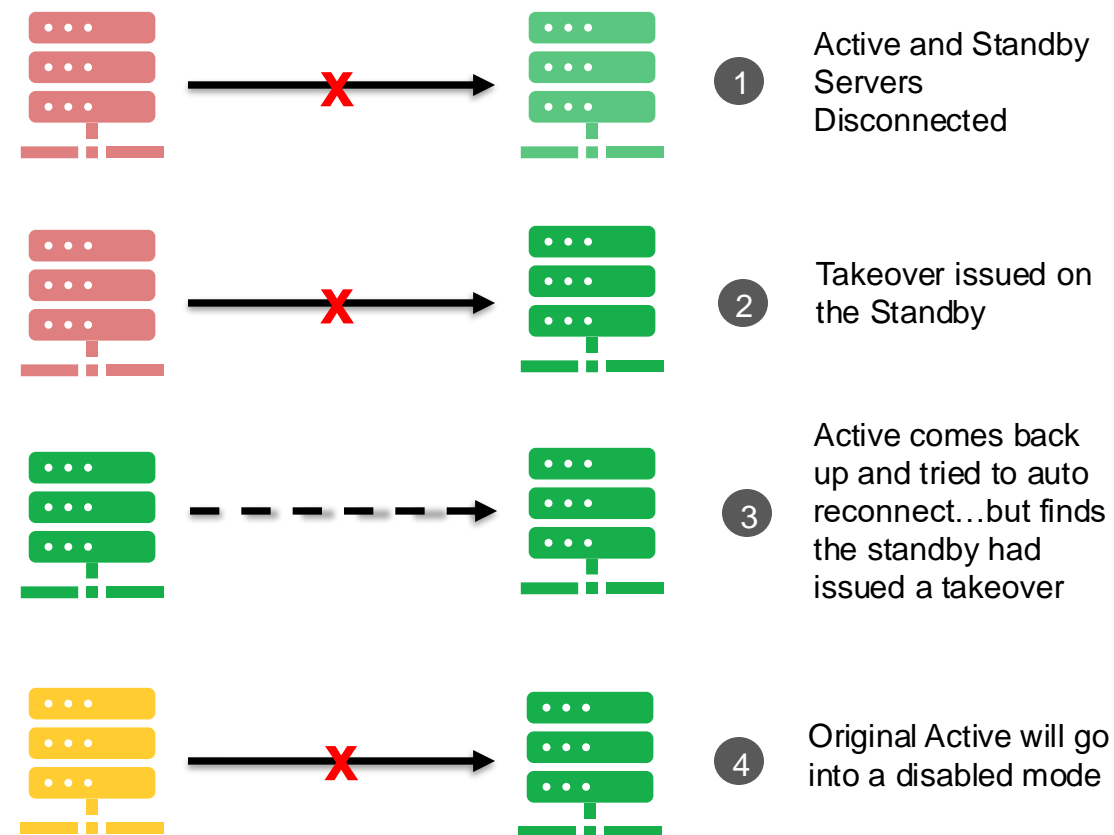 X
1
Active and Standby
Servers
Disconnected
X
2
Takeover issued on
the Standby
3
Active comes back
up and tried to auto
reconnect…but finds
the standby had
issued a takeover
X
4
Original Active will go
into a disabled mode